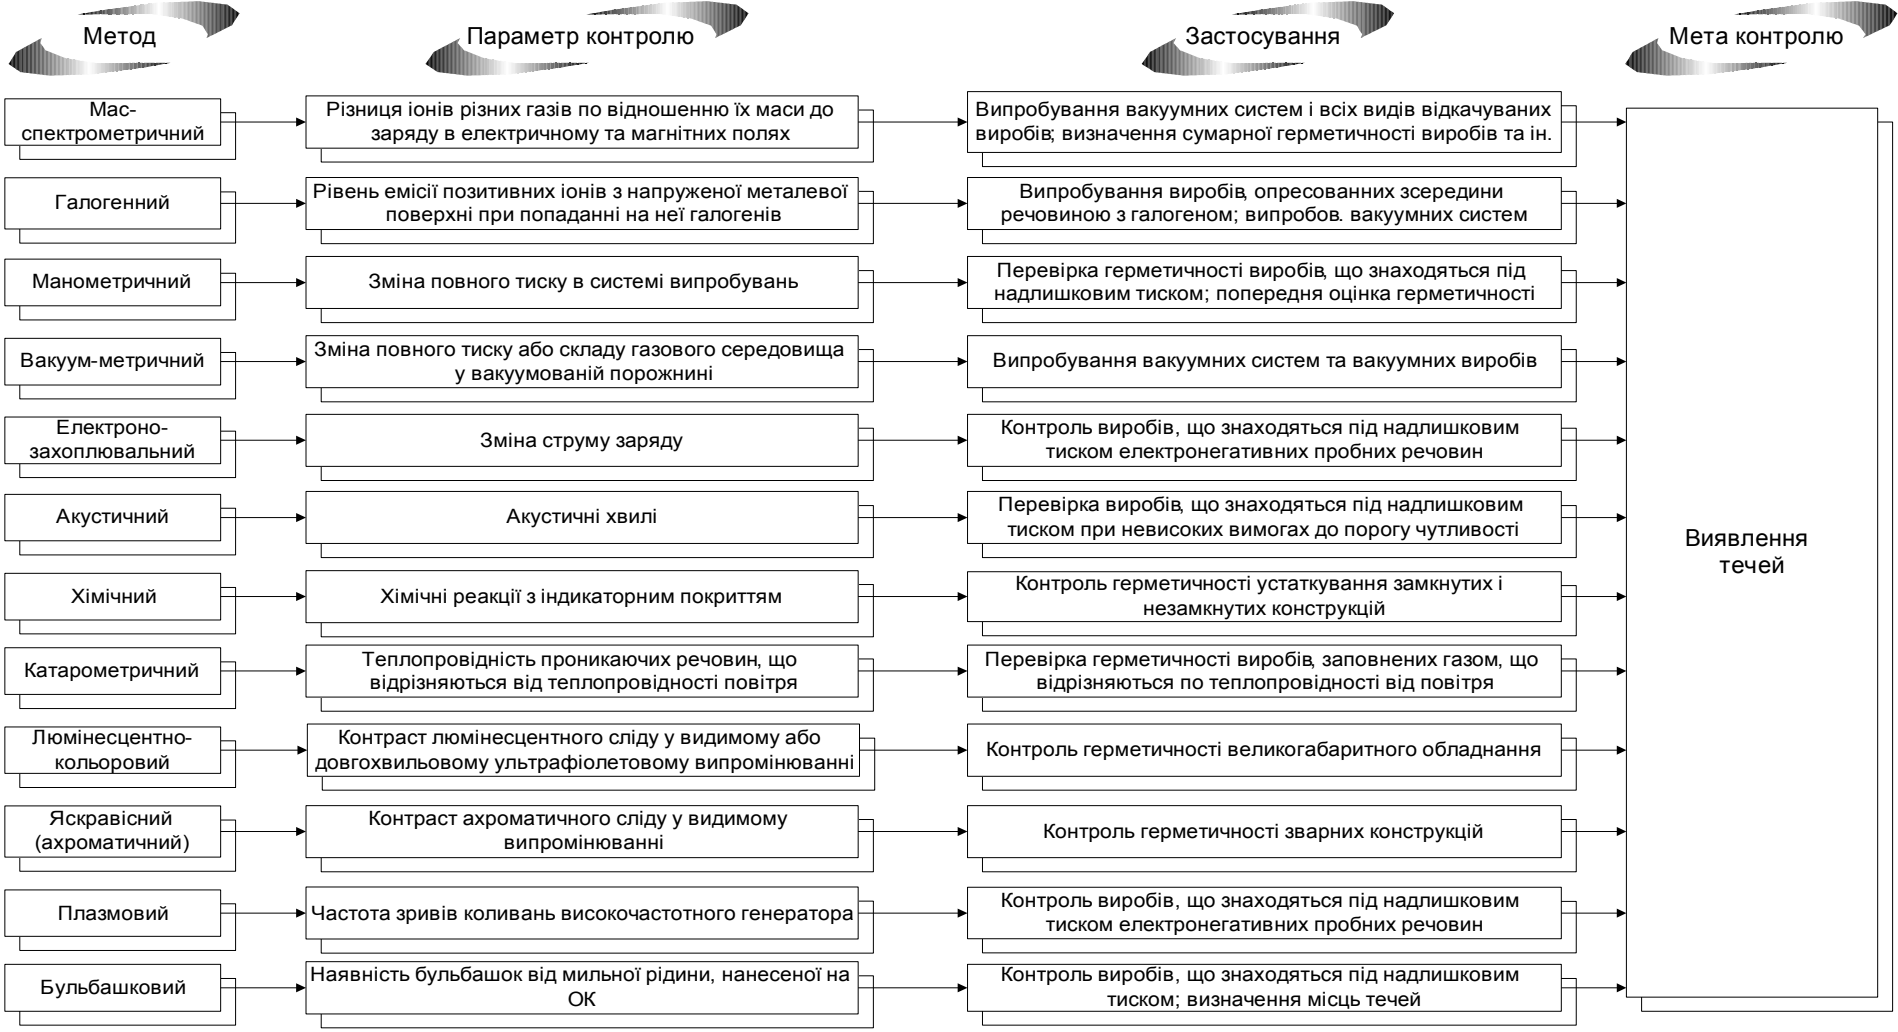 Метод
Параметр контролю
Застосування
Мета контролю
Мас-
спектрометричний
Різниця іонів різних газів по відношенню їх маси до
заряду в електричному та магнітних полях
Випробування вакуумних систем і всіх видів відкачуваних
виробів; визначення сумарної герметичності виробів та ін.
Галогенний
Рівень емісії позитивних іонів з напруженої металевої
поверхні при попаданні на неї галогенів
Випробування виробів, опресованних зсередини
речовиною з галогеном; випробов. вакуумних систем
Манометричний
Зміна повного тиску в системі випробувань
Перевірка герметичності виробів, що знаходяться під
надлишковим тиском; попередня оцінка герметичності
Вакуум-метричний
Зміна повного тиску або складу газового середовища
у вакуумованій порожнині
Випробування вакуумних систем та вакуумних виробів
Електроно-
захоплювальний
Зміна струму заряду
Контроль виробів, що знаходяться під надлишковим
тиском електронегативних пробних речовин
Акустичний
Акустичні хвилі
Перевірка виробів, що знаходяться під надлишковим
тиском при невисоких вимогах до порогу чутливості
Хімічний
Хімічні реакції з індикаторним покриттям
Контроль герметичності устаткування замкнутих і
незамкнутих конструкцій
Катарометричний
Теплопровідність проникаючих речовин, що
відрізняються від теплопровідності повітря
Перевірка герметичності виробів, заповнених газом, що
відрізняються по теплопровідності від повітря
Люмінесцентно-
кольоровий
Контраст люмінесцентного сліду у видимому або
довгохвильовому ультрафіолетовому випромінюванні
Контроль герметичності великогабаритного обладнання
Яскравісний
(ахроматичний)
Контраст ахроматичного сліду у видимому
випромінюванні
Контроль герметичності зварних конструкцій
Плазмовий
Частота зривів коливань високочастотного генератора
Контроль виробів, що знаходяться під надлишковим
тиском електронегативних пробних речовин
Бульбашковий
Наявність бульбашок від мильної рідини, нанесеної на
ОК
Контроль виробів, що знаходяться під надлишковим
тиском; визначення місць течей
Виявлення
течей